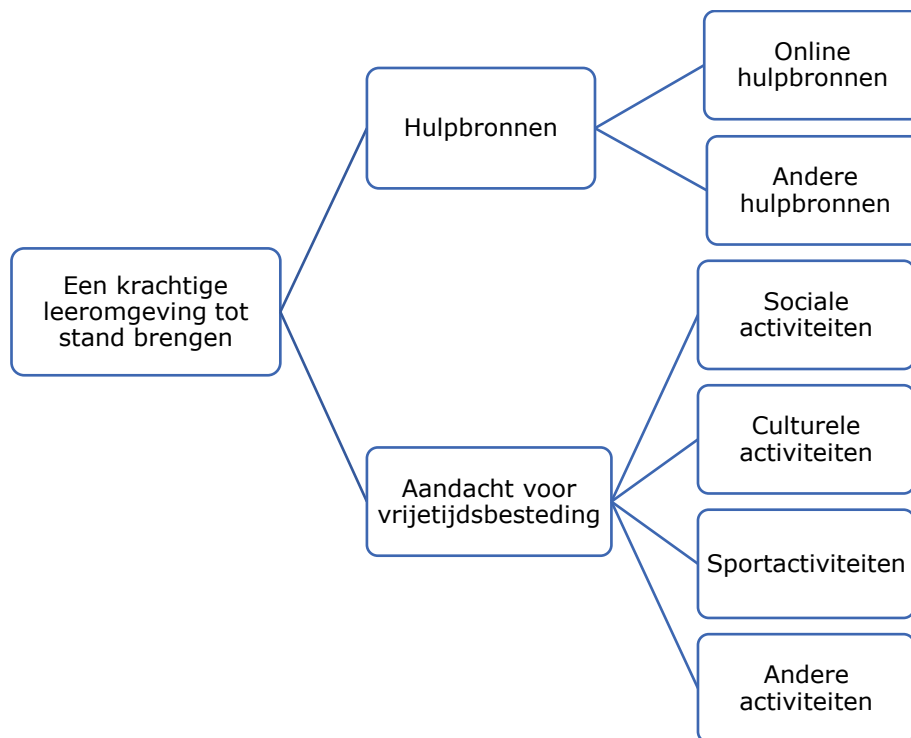 Een krachtige
leeromgeving tot
stand brengen
Hulpbronnen
Online
hulpbronnen
Andere
hulpbronnen
Aandacht voor
vrijetijdsbesteding
Sociale
activiteiten
Culturele
activiteiten
Sportactiviteiten
Andere
activiteiten